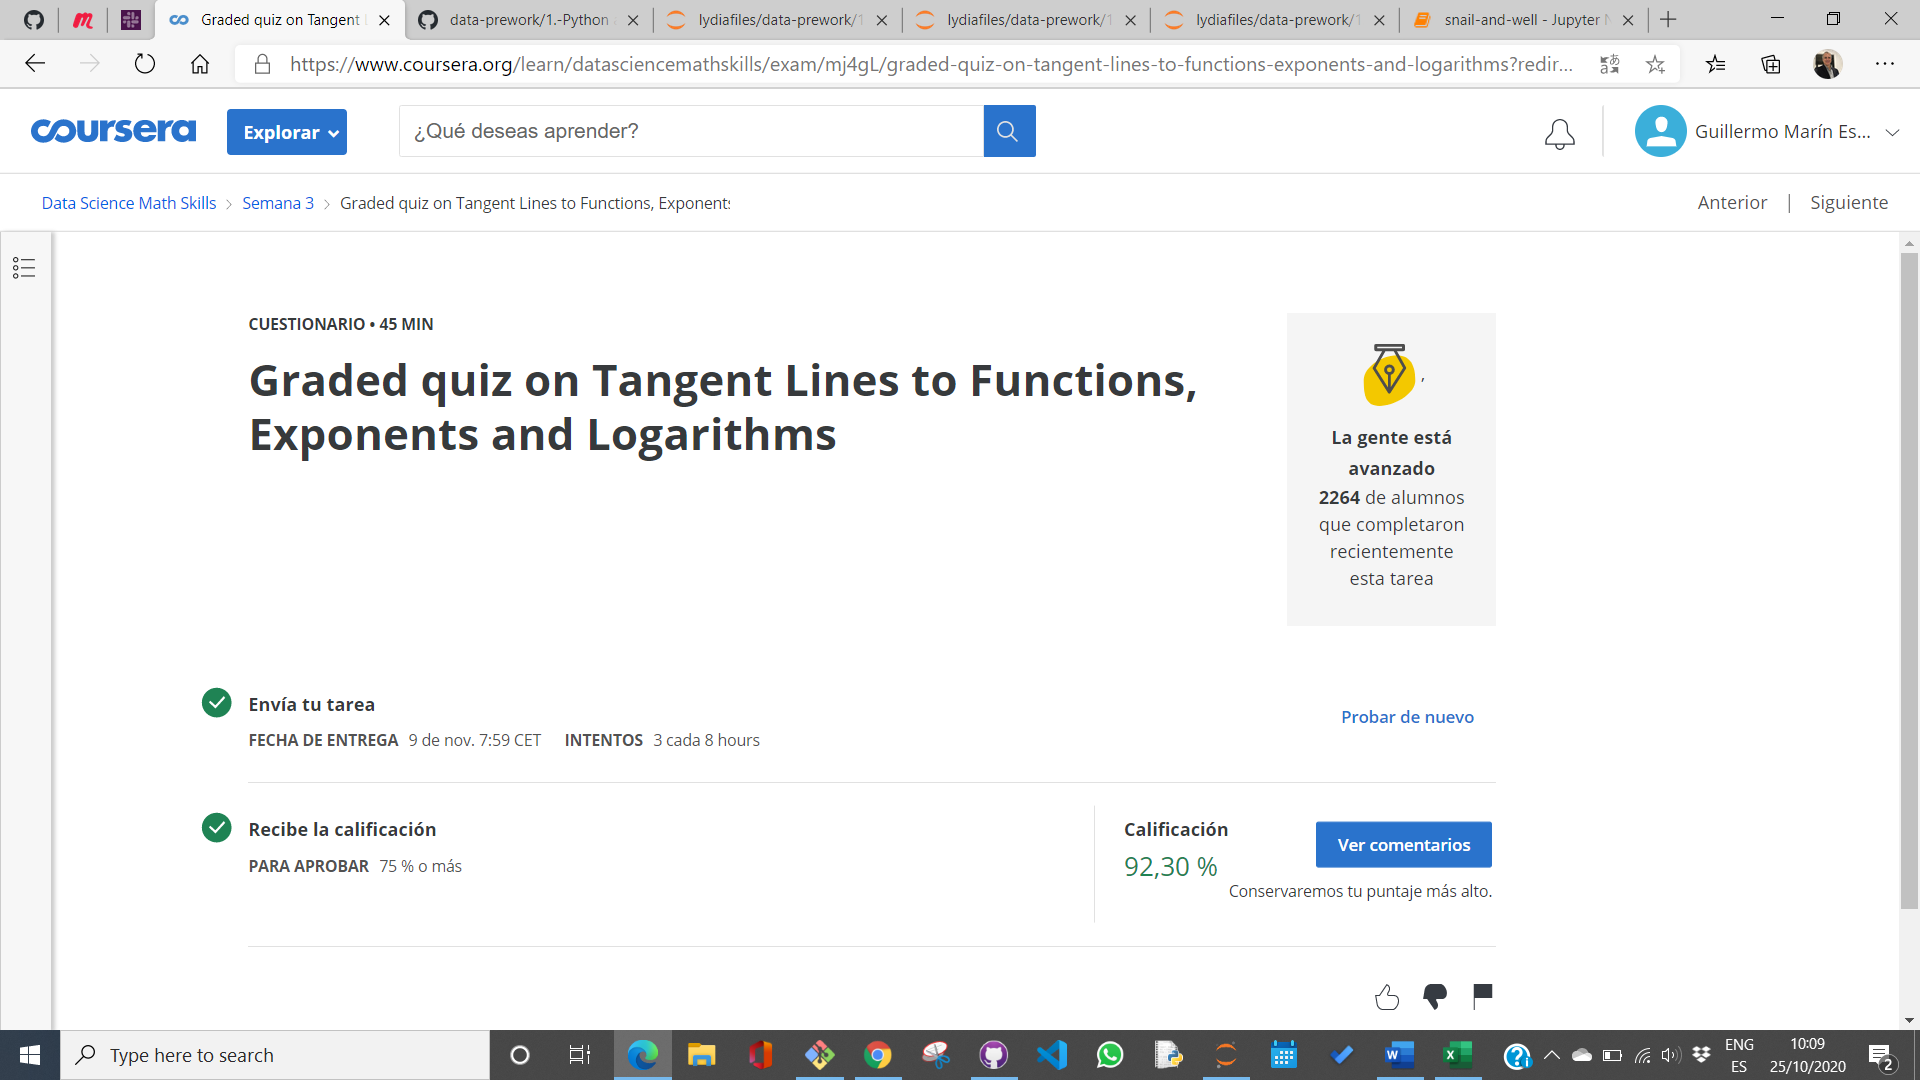 Graded quiz on Tangent
data-prework/1.-Python
lydiafiles/data-prework/1
lydiafiles/data-prework/1
lydiafiles/data-prework/1
snail-and-well - Jupyter N
https://www.coursera.org/learn/datasciencemathskills/exam/mj4gL/graded-quiz-on-tangent-lines-to-functions-exponents-and-logarithms?redir...
coursera
Explorar
¿Qué deseas aprender?
Guillermo Marín Es...
Data Science Math Skills
Semana 3
Graded quiz on Tangent Lines to Functions, Exponents
Anterior | Siguiente
CUESTIONARIO • 45 MIN
Graded quiz on Tangent Lines to Functions,
Exponents and Logarithms
,
La gente está
avanzado
2264 de alumnos
que completaron
recientemente
esta tarea
Envía tu tarea
FECHA DE ENTREGA 9 de nov. 7:59 CET INTENTOS 3 cada 8 hours
Probar de nuevo
Recibe la calificación
PARA APROBAR 75 % o más
Calificación
92,30 %
Ver comentarios
Conservaremos tu puntaje más alto.
Type here to search
ENG
ES
10:09
25/10/2020
2